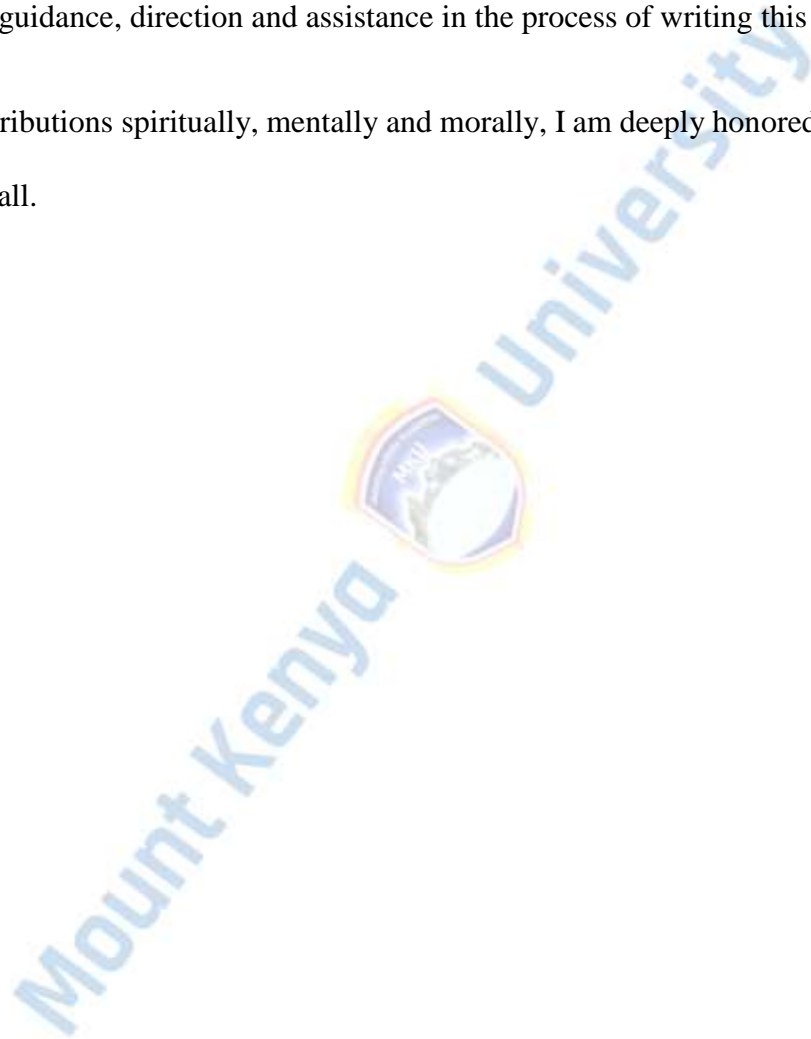 guidance, direction and assistance in the process of writing this
ributions spiritually, mentally and morally, I am deeply honored
all.
Mount Kenya University
MKU